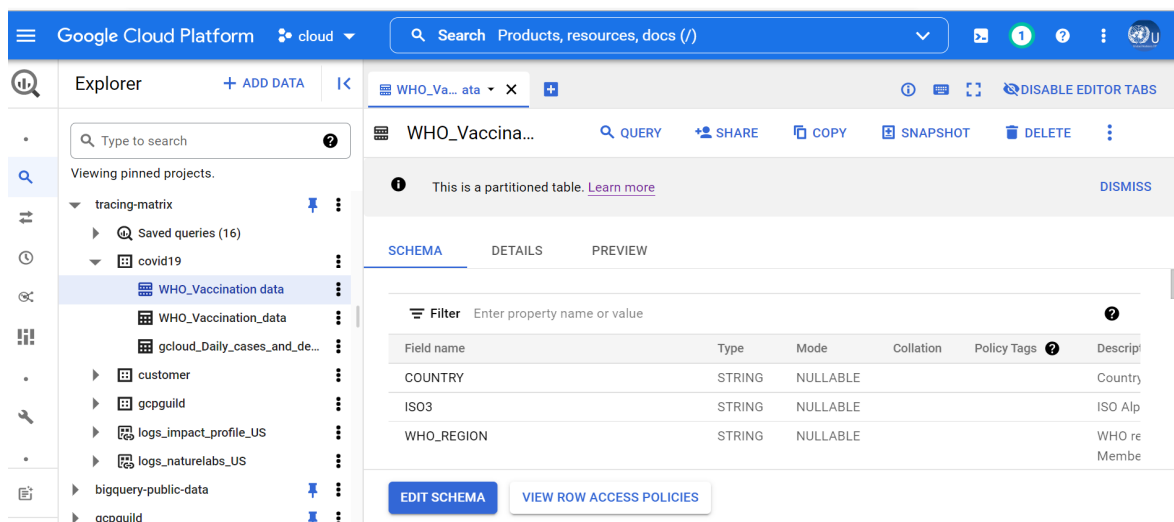 Google Cloud Platform cloud Search Products, resources, docs (/) 1
Explorer + ADD DATA
WHO_Va... ata
DISABLE EDITOR TABS
WHO_Vaccina... QUERY SHARE COPY SNAPSHOT DELETE
Type to search
Viewing pinned projects.
This is a partitioned table. Learn more DISMISS
tracing-matrix
Saved queries (16)
covid19
WHO_Vaccination data
WHO_Vaccination_data
gcloud_Daily_cases_and_de...
customer
gcpguild
logs_impact_profile_US
logs_naturelabs_US
bigquery-public-data
gcpguild
SCHEMA DETAILS PREVIEW
Filter Enter property name or value
Field name Type Mode Collation Policy Tags Descript
COUNTRY STRING NULLABLE Country
ISO3 STRING NULLABLE ISO Alp
WHO_REGION STRING NULLABLE WHO re
Membe
EDIT SCHEMA VIEW ROW ACCESS POLICIES